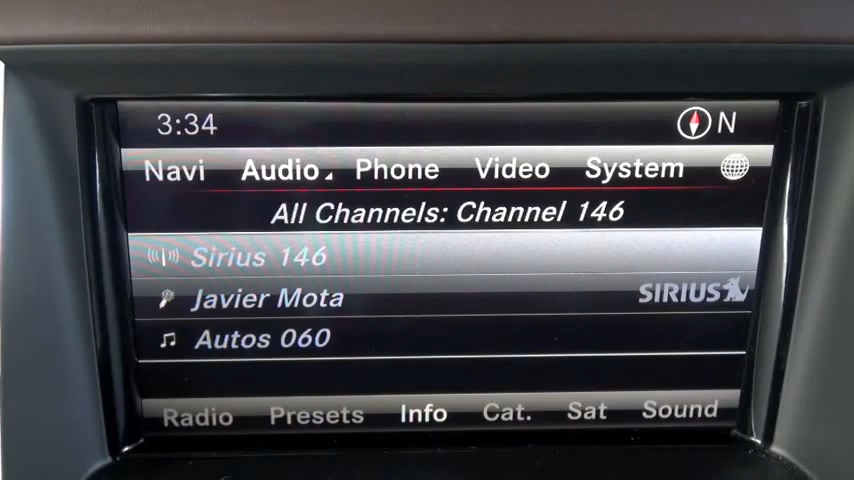 3:34 N
Navi Audio Phone Video System
All Channels: Channel 146
Sirius 146
Javier Mota SIRIUS
Autos 060
Radio Presets Info Cat. Sat Sound